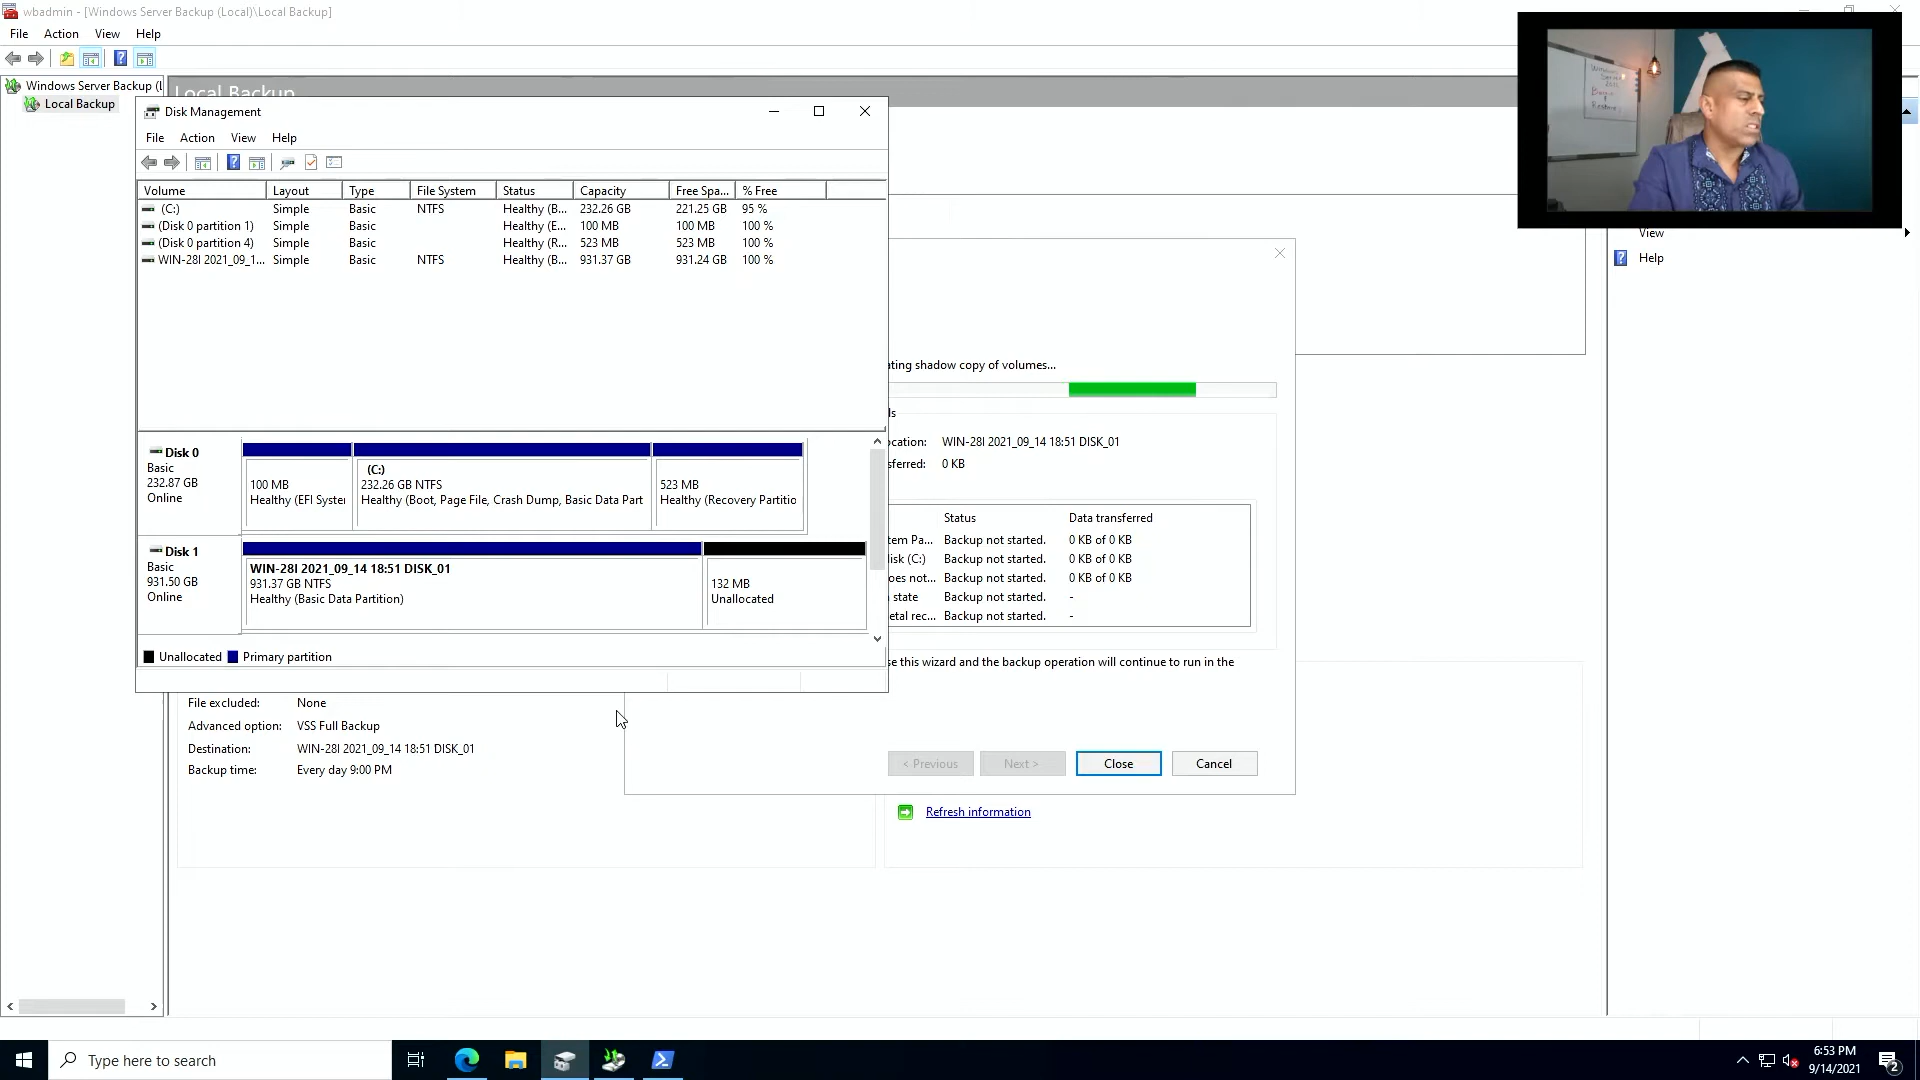 wbadmin - [Windows Server Backup (Local)\Local Backup]
File Action View Help
Windows Server Backup (L
Local Backup
Local Backup
Disk Management
File Action View Help
Volume Layout Type File System Status Capacity Free Spa... % Free
(C:) Simple Basic NTFS Healthy (B... 232.26 GB 221.25 GB 95 %
(Disk 0 partition 1) Simple Basic Healthy (E... 100 MB 100 MB 100 %
(Disk 0 partition 4) Simple Basic Healthy (R... 523 MB 523 MB 100 %
WIN-28I 2021_09_1... Simple Basic NTFS Healthy (B... 931.37 GB 931.24 GB 100 %
Disk 0
Basic
232.87 GB
Online
100 MB
Healthy (EFI Syster
(C:)
232.26 GB NTFS
Healthy (Boot, Page File, Crash Dump, Basic Data Part
523 MB
Healthy (Recovery Partitio
Disk 1
Basic
931.50 GB
Online
WIN-28I 2021_09_14 18:51 DISK_01
931.37 GB NTFS
Healthy (Basic Data Partition)
132 MB
Unallocated
Unallocated Primary partition
ating shadow copy of volumes...
ls
ocation: WIN-28I 2021_09_14 18:51 DISK_01
sferred: 0 KB
Status Data transferred
tem Pa... Backup not started. 0 KB of 0 KB
disk (C:) Backup not started. 0 KB of 0 KB
oes not... Backup not started. 0 KB of 0 KB
state Backup not started. -
etal rec... Backup not started. -
se this wizard and the backup operation will continue to run in the
< Previous Next > Close Cancel
File excluded: None
Advanced option: VSS Full Backup
Destination: WIN-28I 2021_09_14 18:51 DISK_01
Backup time: Every day 9:00 PM
Refresh information
View
Help
Type here to search
6:53 PM
9/14/2021
2